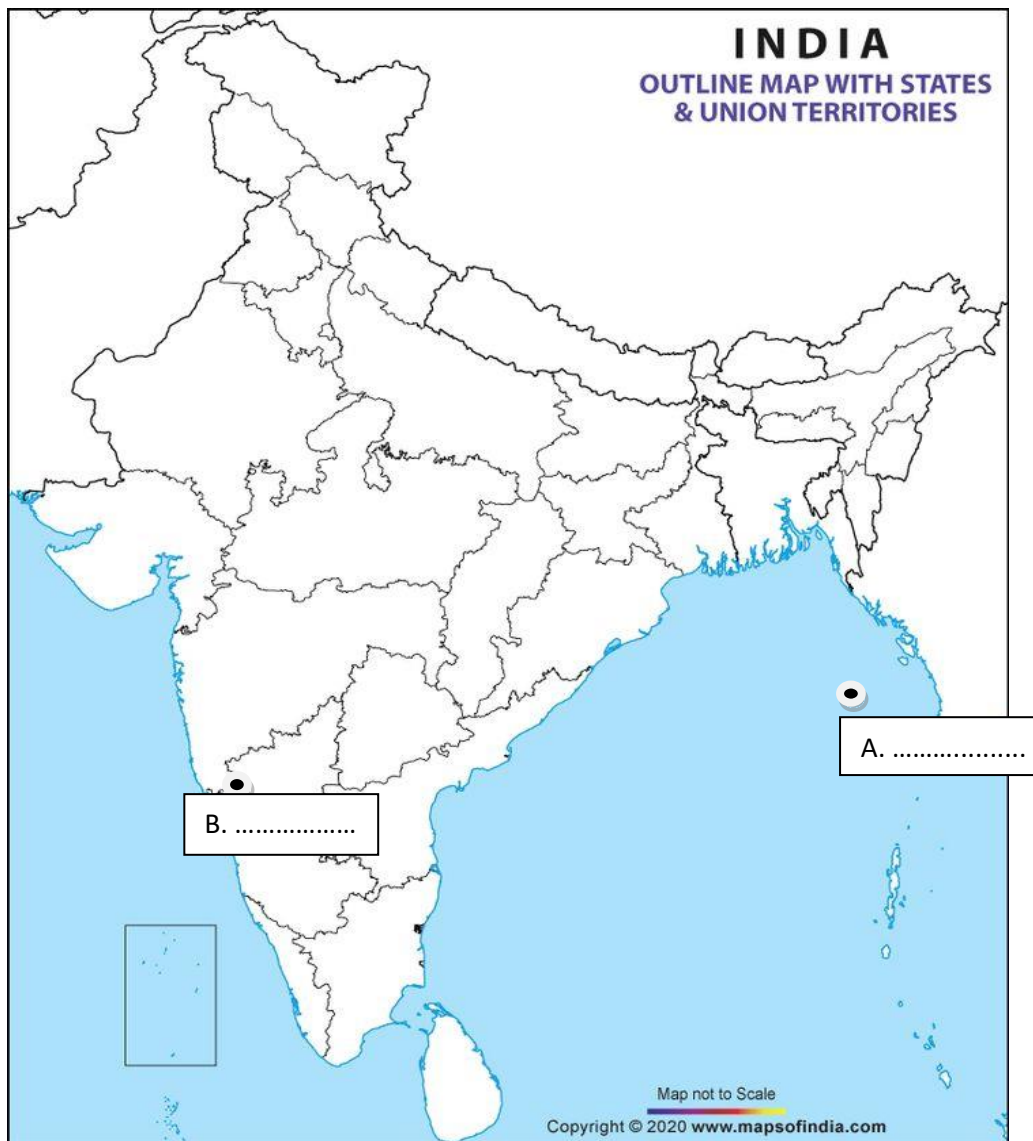 INDIA
OUTLINE MAP WITH STATES
& UNION TERRITORIES
A. .......................
B. ....................
Map not to Scale
Copyright © 2020 www.mapsofindia.com